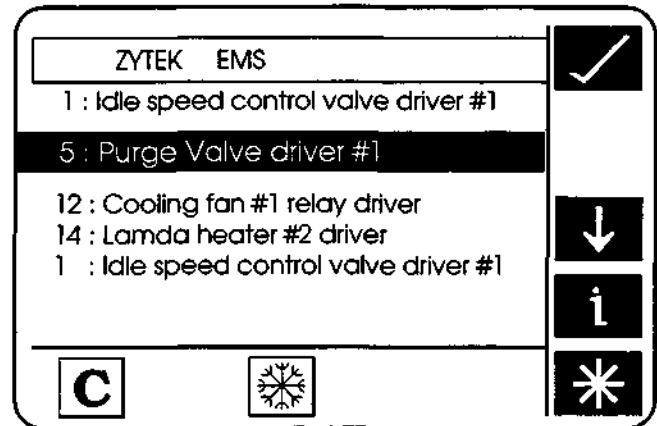 ZYTEK EMS
1 : Idle speed control valve driver #1
5 : Purge Valve driver #1
12 : Cooling fan #1 relay driver
14 : Lamda heater #2 driver
1 : Idle speed control valve driver #1
i
C